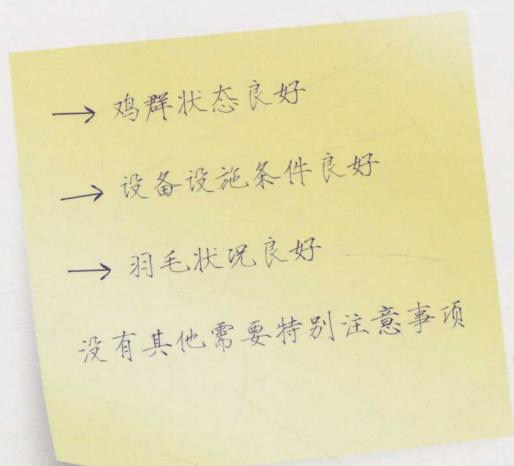 → 鸡群状态良好
→ 设备设施条件良好
→ 羽毛状况良好
没有其他需要特别注意事项